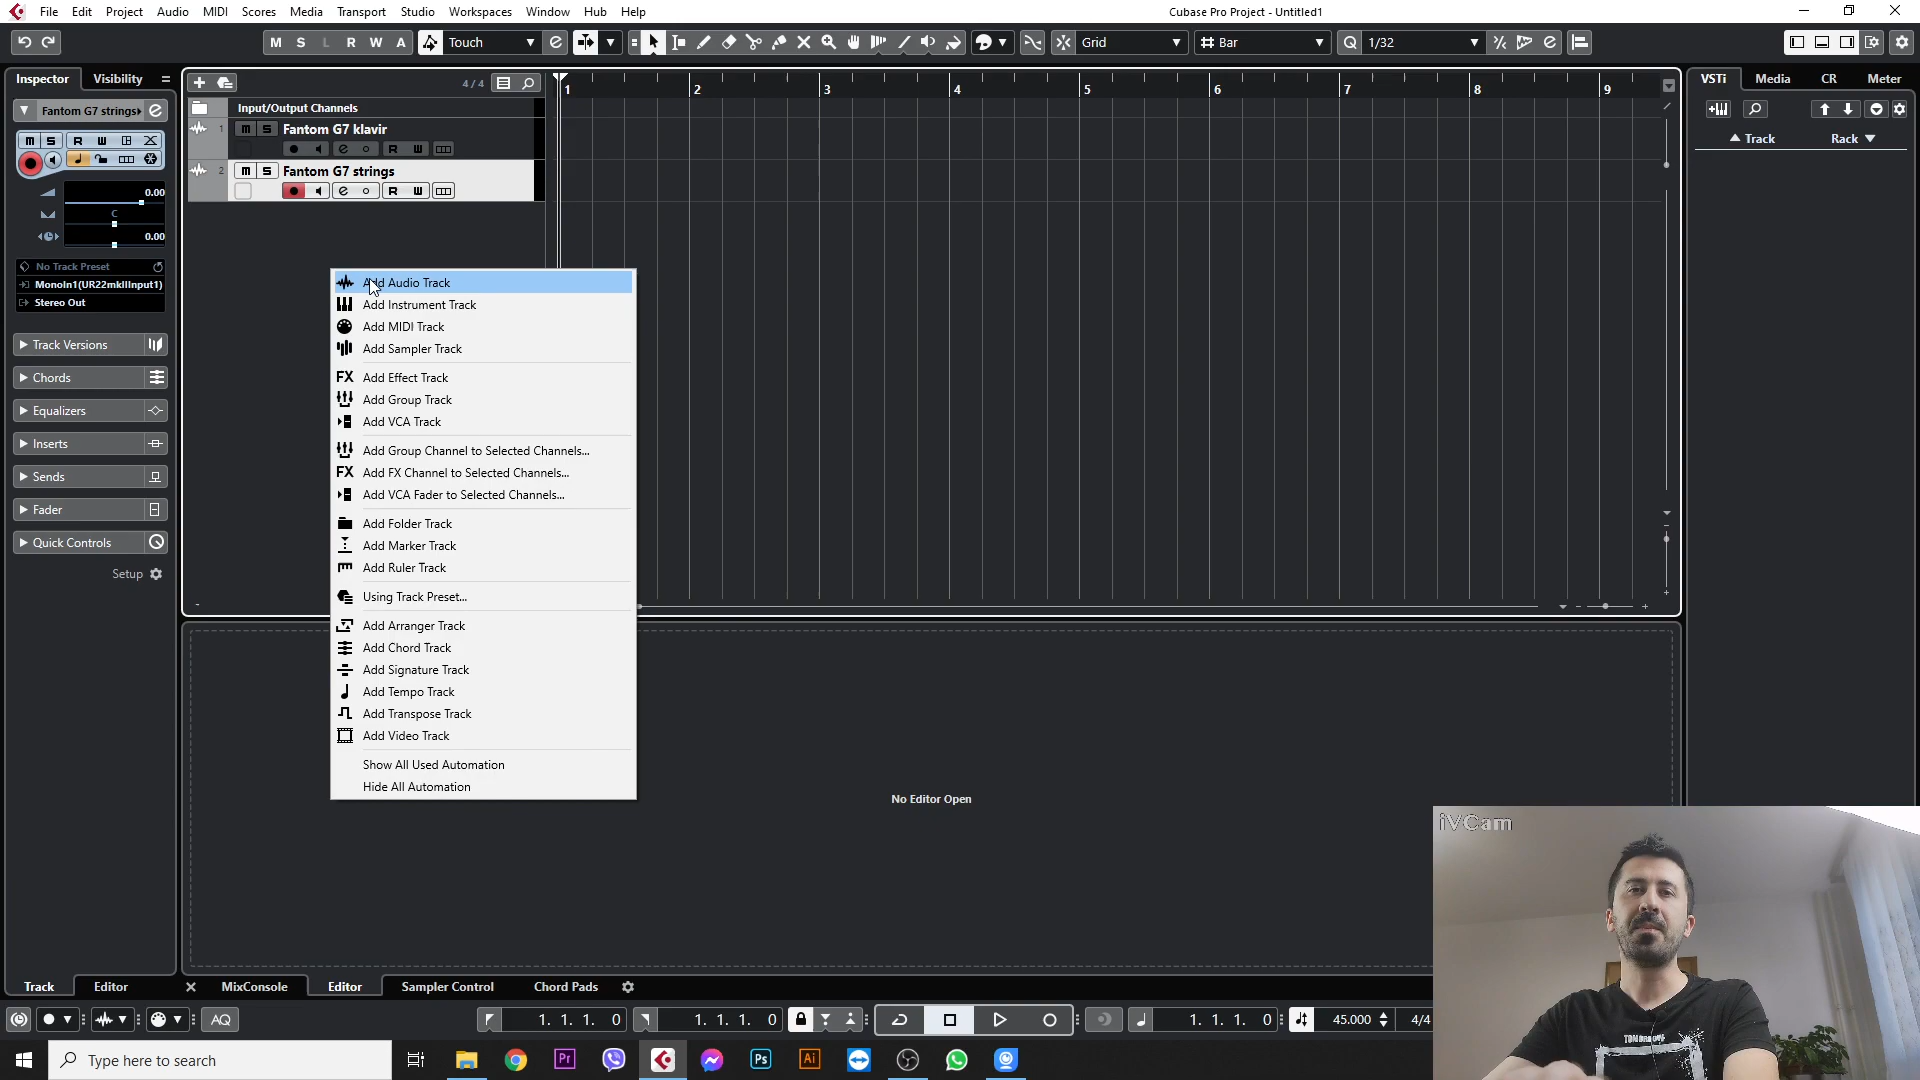 File Edit Project Audio MIDI Scores Media Transport Studio Workspaces Window Hub Help
Cubase Pro Project - Untitled1
M S L R W A Touch Grid Bar Q 1/32
Inspector Visibility
4 / 4
1 2 3 4 5 6 7 8 9
VSTi Media CR Meter
Track Rack
Fantom G7 strings
M S R W
0.00
C
0.00
No Track Preset
MonoIn1(UR22mkIIInput1)
Stereo Out
Track Versions
Chords
Equalizers
Inserts
Sends
Fader
Quick Controls
Setup
Input/Output Channels
1 m S Fantom G7 klavir
R W
2 m S Fantom G7 strings
R W
Add Audio Track
Add Instrument Track
Add MIDI Track
Add Sampler Track
FX Add Effect Track
Add Group Track
Add VCA Track
Add Group Channel to Selected Channels...
FX Add FX Channel to Selected Channels...
Add VCA Fader to Selected Channels...
Add Folder Track
Add Marker Track
Add Ruler Track
Using Track Preset...
Add Arranger Track
Add Chord Track
Add Signature Track
Add Tempo Track
Add Transpose Track
Add Video Track
Show All Used Automation
Hide All Automation
No Editor Open
iVCam
Track Editor
MixConsole Editor Sampler Control Chord Pads
AQ
1. 1. 1. 0
1. 1. 1. 0
1. 1. 1. 0
45.000
4/4
Type here to search
Pr
Ps
Ai